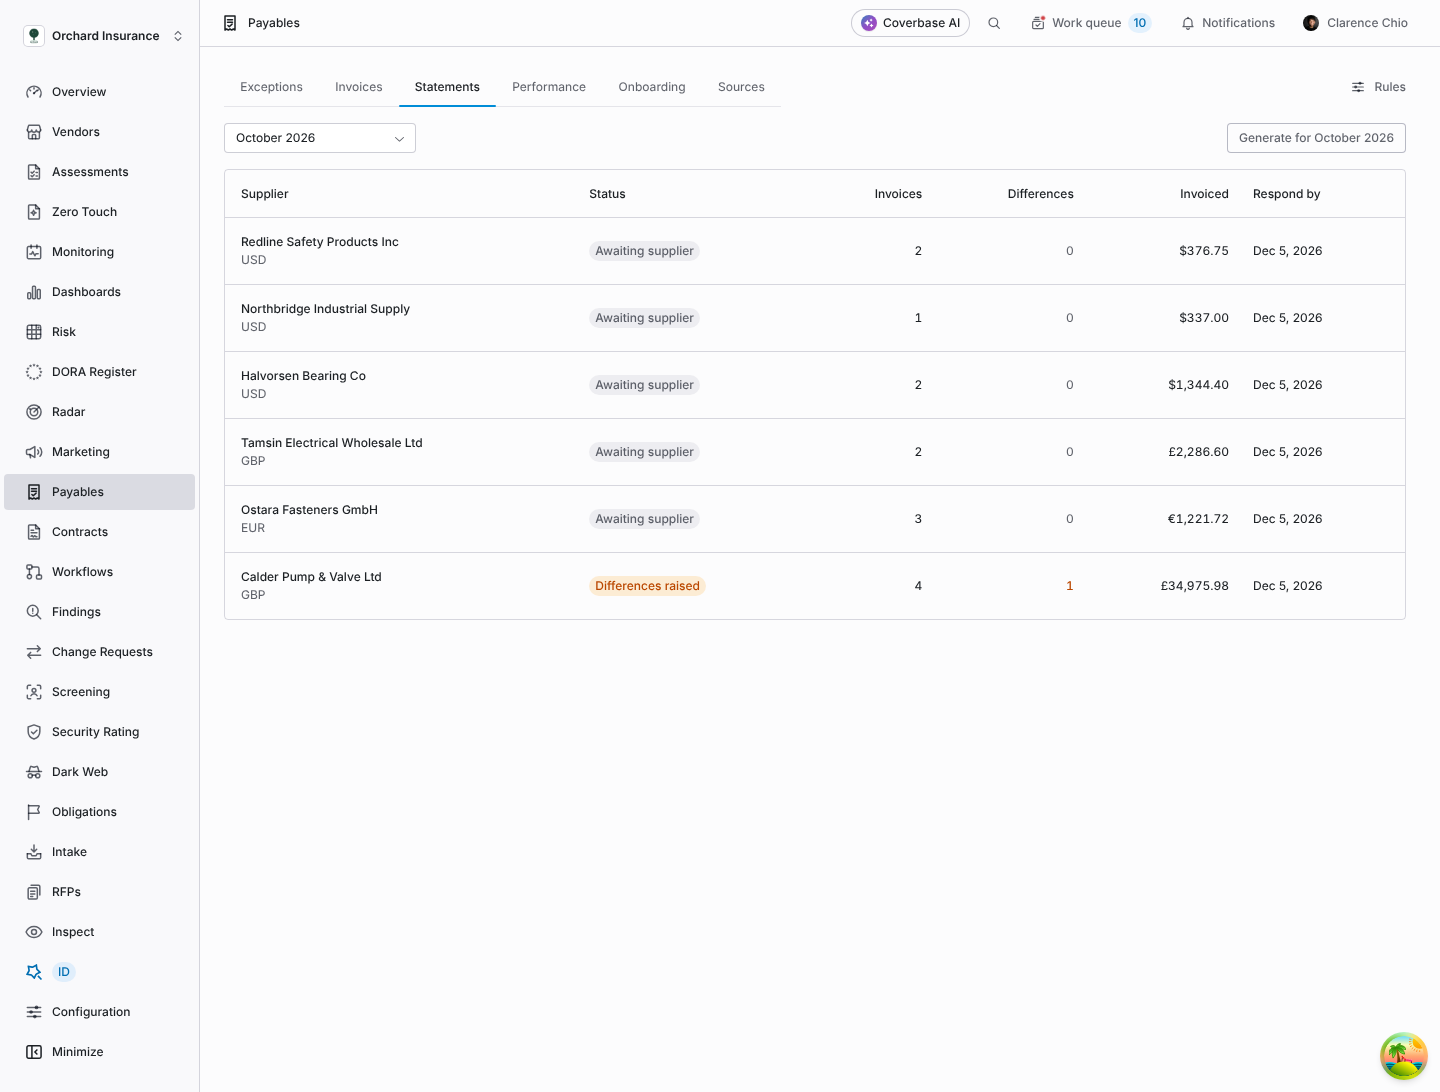 Orchard Insurance
Overview
Vendors
Assessments
Zero Touch
Monitoring
Dashboards
Risk
DORA Register
Radar
Marketing
Payables
Contracts
Workflows
Findings
Change Requests
Screening
Security Rating
Dark Web
Obligations
Intake
RFPs
Inspect
ID
Configuration
Minimize
Payables
Coverbase AI
Work queue 10
Notifications
Clarence Chio
Exceptions Invoices Statements Performance Onboarding Sources
Rules
October 2026
Generate for October 2026
Supplier Status Invoices Differences Invoiced Respond by
Redline Safety Products Inc
USD
Awaiting supplier 2 0 $376.75 Dec 5, 2026
Northbridge Industrial Supply
USD
Awaiting supplier 1 0 $337.00 Dec 5, 2026
Halvorsen Bearing Co
USD
Awaiting supplier 2 0 $1,344.40 Dec 5, 2026
Tamsin Electrical Wholesale Ltd
GBP
Awaiting supplier 2 0 £2,286.60 Dec 5, 2026
Ostara Fasteners GmbH
EUR
Awaiting supplier 3 0 €1,221.72 Dec 5, 2026
Calder Pump & Valve Ltd
GBP
Differences raised 4 1 £34,975.98 Dec 5, 2026